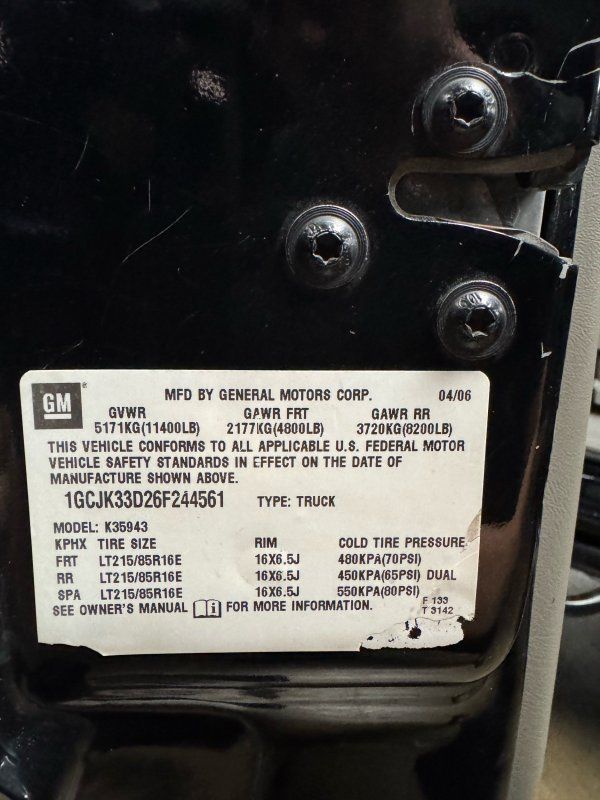 GM ®
MFD BY GENERAL MOTORS CORP. 04/06
GVWR GAWR FRT GAWR RR
5171KG(11400LB) 2177KG(4800LB) 3720KG(8200LB)
THIS VEHICLE CONFORMS TO ALL APPLICABLE U.S. FEDERAL MOTOR
VEHICLE SAFETY STANDARDS IN EFFECT ON THE DATE OF
MANUFACTURE SHOWN ABOVE.
1GCJK33D26F244561 TYPE: TRUCK
MODEL: K35943
KPHX TIRE SIZE RIM COLD TIRE PRESSURE
FRT LT215/85R16E 16X6.5J 480KPA(70PSI)
RR LT215/85R16E 16X6.5J 450KPA(65PSI) DUAL
SPA LT215/85R16E 16X6.5J 550KPA(80PSI)
SEE OWNER'S MANUAL FOR MORE INFORMATION.
F 133
T 3142